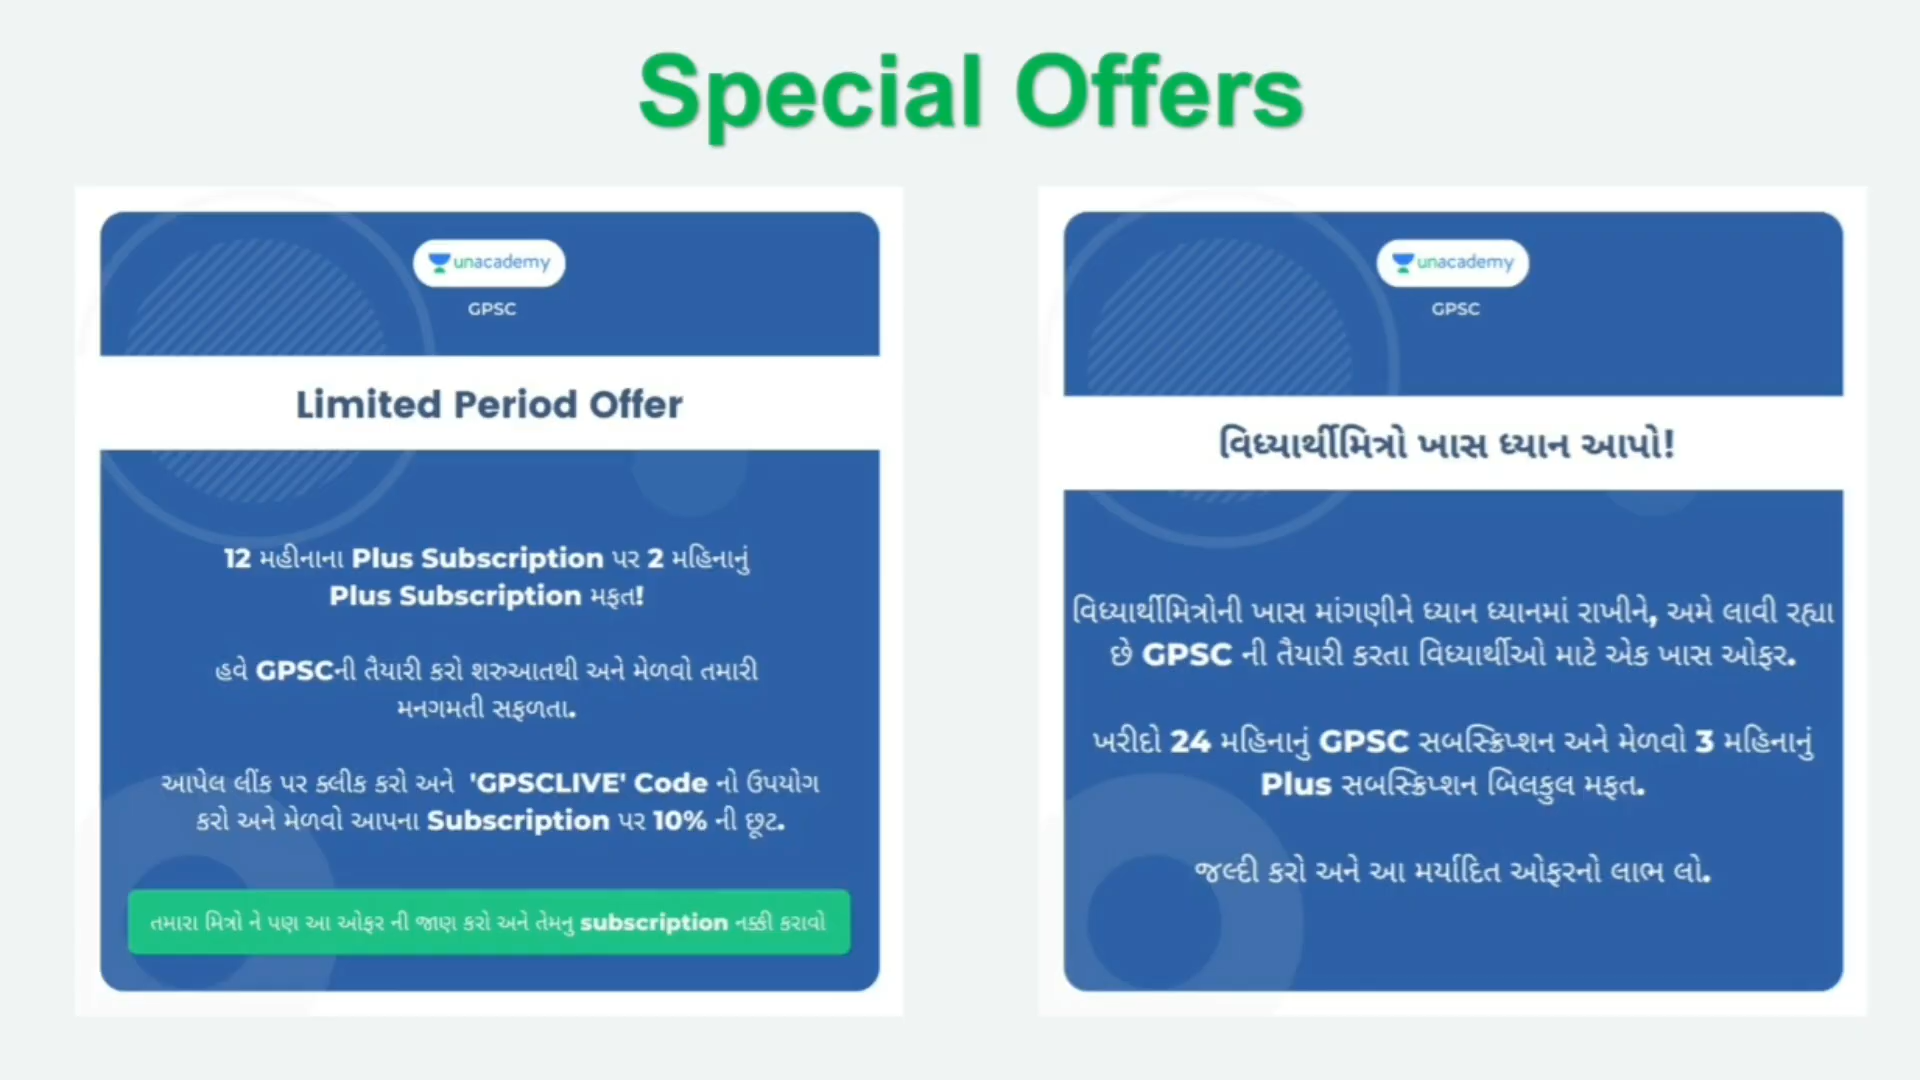 Special Offers
unacademy
GPSC
Limited Period Offer
12 મહીનાના Plus Subscription પર 2 મહિનાનું
Plus Subscription મફત!
હવે GPSCની તૈયારી કરો શરુઆતથી અને મેળવો તમારી
મનગમતી સફળતા.
આપેલ લીંક પર ક્લીક કરો અને 'GPSCLIVE' Code નો ઉપયોગ
કરો અને મેળવો આપના Subscription પર 10% ની છૂટ.
તમારા મિત્રો ને પણ આ ઓફર ની જાણ કરો અને તેમનુ subscription નક્કી કરાવો
unacademy
GPSC
વિધ્યાર્થીમિત્રો ખાસ ધ્યાન આપો!
વિધ્યાર્થીમિત્રોની ખાસ માંગણીને ધ્યાન ધ્યાનમાં રાખીને, અમે લાવી રહ્યા
છે GPSC ની તૈયારી કરતા વિધ્યાર્થીઓ માટે એક ખાસ ઓફર.
ખરીદો 24 મહિનાનું GPSC સબસ્ક્રિપ્શન અને મેળવો 3 મહિનાનું
Plus સબસ્ક્રિપ્શન બિલકુલ મફત.
જલ્દી કરો અને આ મર્યાદિત ઓફરનો લાભ લો.